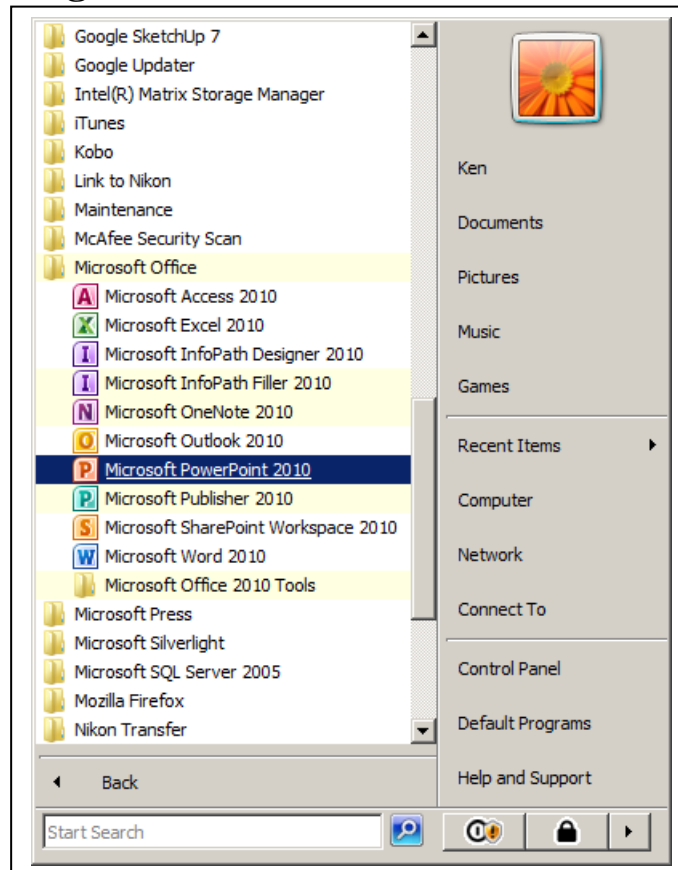 Google SketchUp 7
Google Updater
Intel(R) Matrix Storage Manager
iTunes
Kobo
Link to Nikon
Maintenance
McAfee Security Scan
Microsoft Office
Microsoft Access 2010
Microsoft Excel 2010
Microsoft InfoPath Designer 2010
Microsoft InfoPath Filler 2010
Microsoft OneNote 2010
Microsoft Outlook 2010
Microsoft PowerPoint 2010
Microsoft Publisher 2010
Microsoft SharePoint Workspace 2010
Microsoft Word 2010
Microsoft Office 2010 Tools
Microsoft Press
Microsoft Silverlight
Microsoft SQL Server 2005
Mozilla Firefox
Nikon Transfer
Back
Start Search
Ken
Documents
Pictures
Music
Games
Recent Items
Computer
Network
Connect To
Control Panel
Default Programs
Help and Support